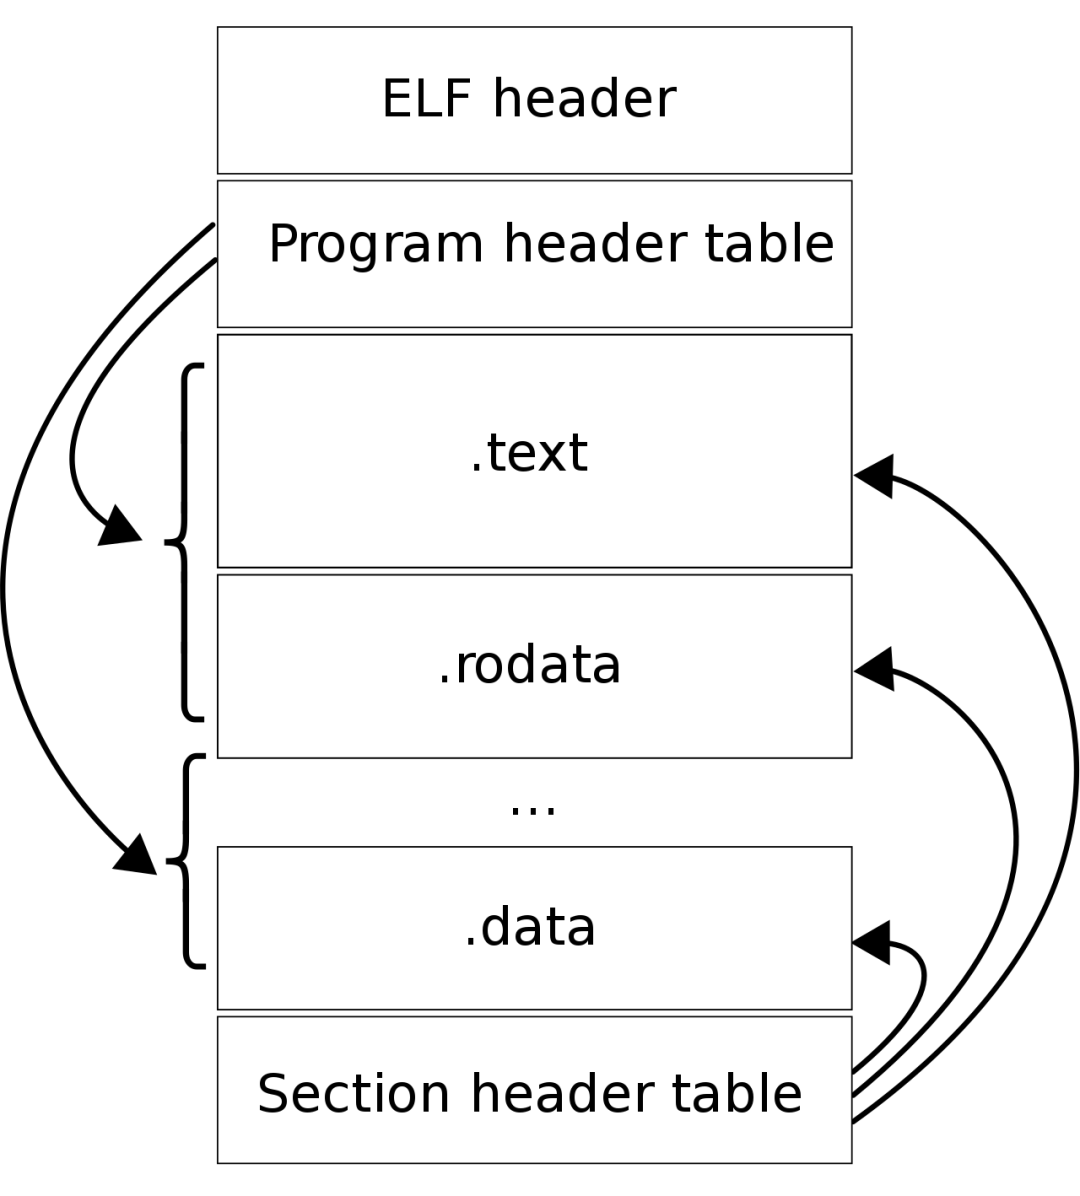 ELF header
Program header table
.text
.rodata
...
.data
Section header table